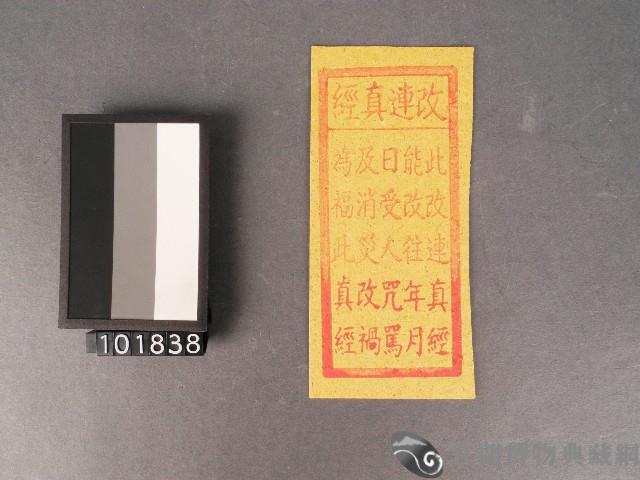 改連真經
此改連真經
能改往年月
日受人咒罵
及消災改禍
為福此真經
101838